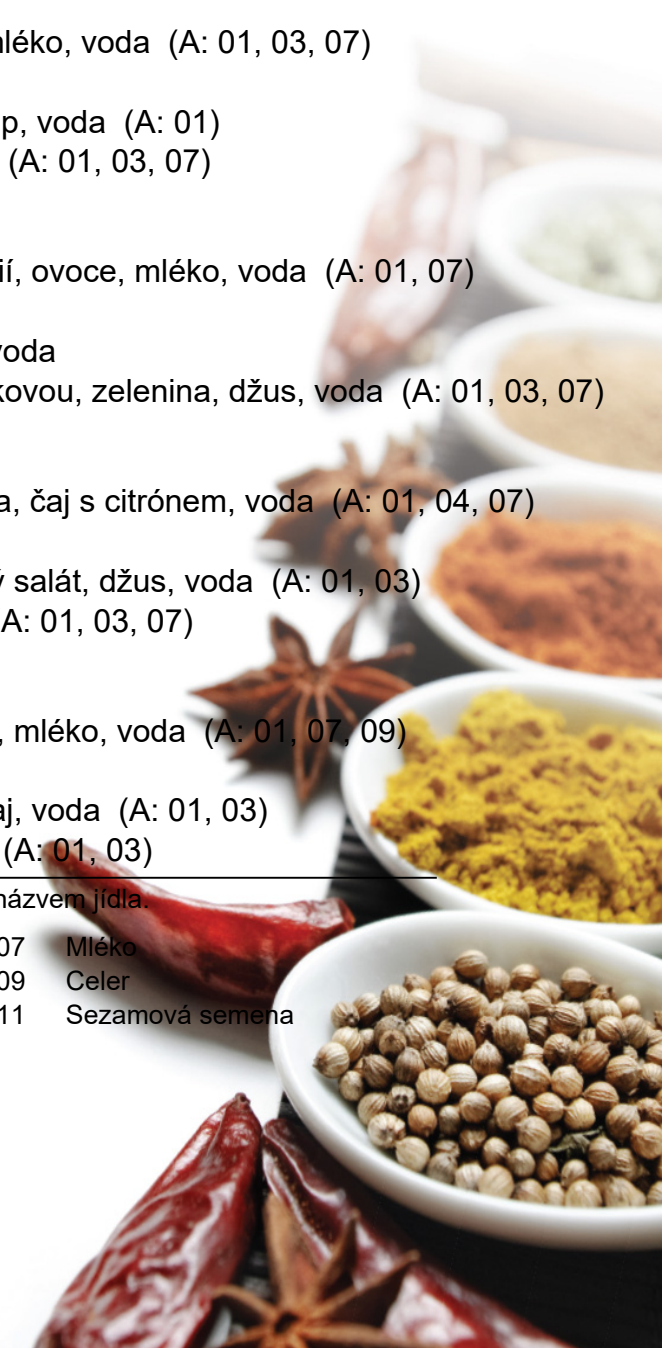 mléko, voda (A: 01, 03, 07)
p, voda (A: 01)
(A: 01, 03, 07)
ií, ovoce, mléko, voda (A: 01, 07)
voda
kovou, zelenina, džus, voda (A: 01, 03, 07)
a, čaj s citrónem, voda (A: 01, 04, 07)
ý salát, džus, voda (A: 01, 03)
A: 01, 03, 07)
, mléko, voda (A: 01, 07, 09)
aj, voda (A: 01, 03)
(A: 01, 03)
názvem jídla.
07 Mléko
09 Celer
11 Sezamová semena